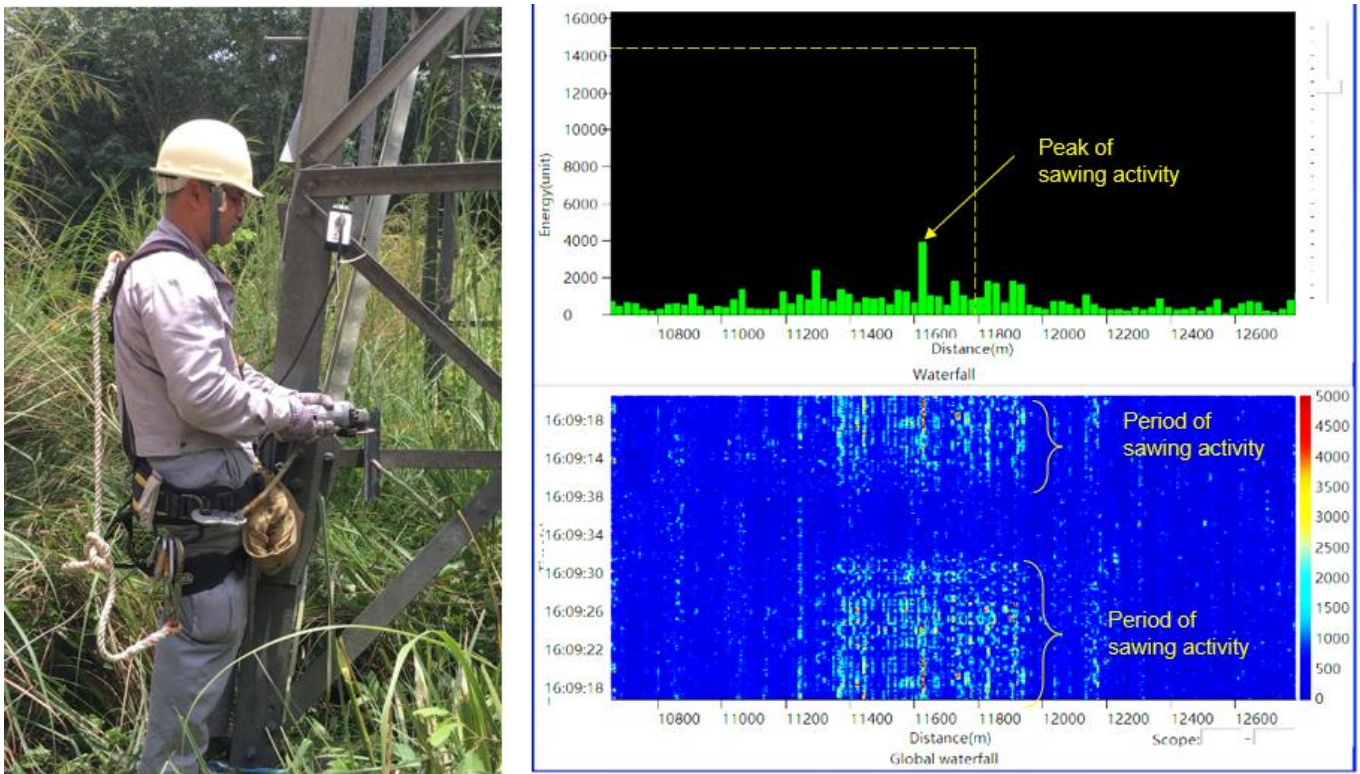 16000
14000
12000
10000
8000
6000
4000
2000
0
Energy(unit)
Peak of
sawing activity
10800 11000 11200 11400 11600 11800 12000 12200 12400 12600
Distance(m)
Waterfall
16:09:18
16:09:14
16:09:38
16:09:34
16:09:30
16:09:26
16:09:22
16:09:18
Period of
sawing activity
Period of
sawing activity
5000
4500
4000
3500
3000
2500
2000
1500
1000
500
0
10800 11000 11200 11400 11600 11800 12000 12200 12400 12600
Distance(m)
Scope: -
Global waterfall